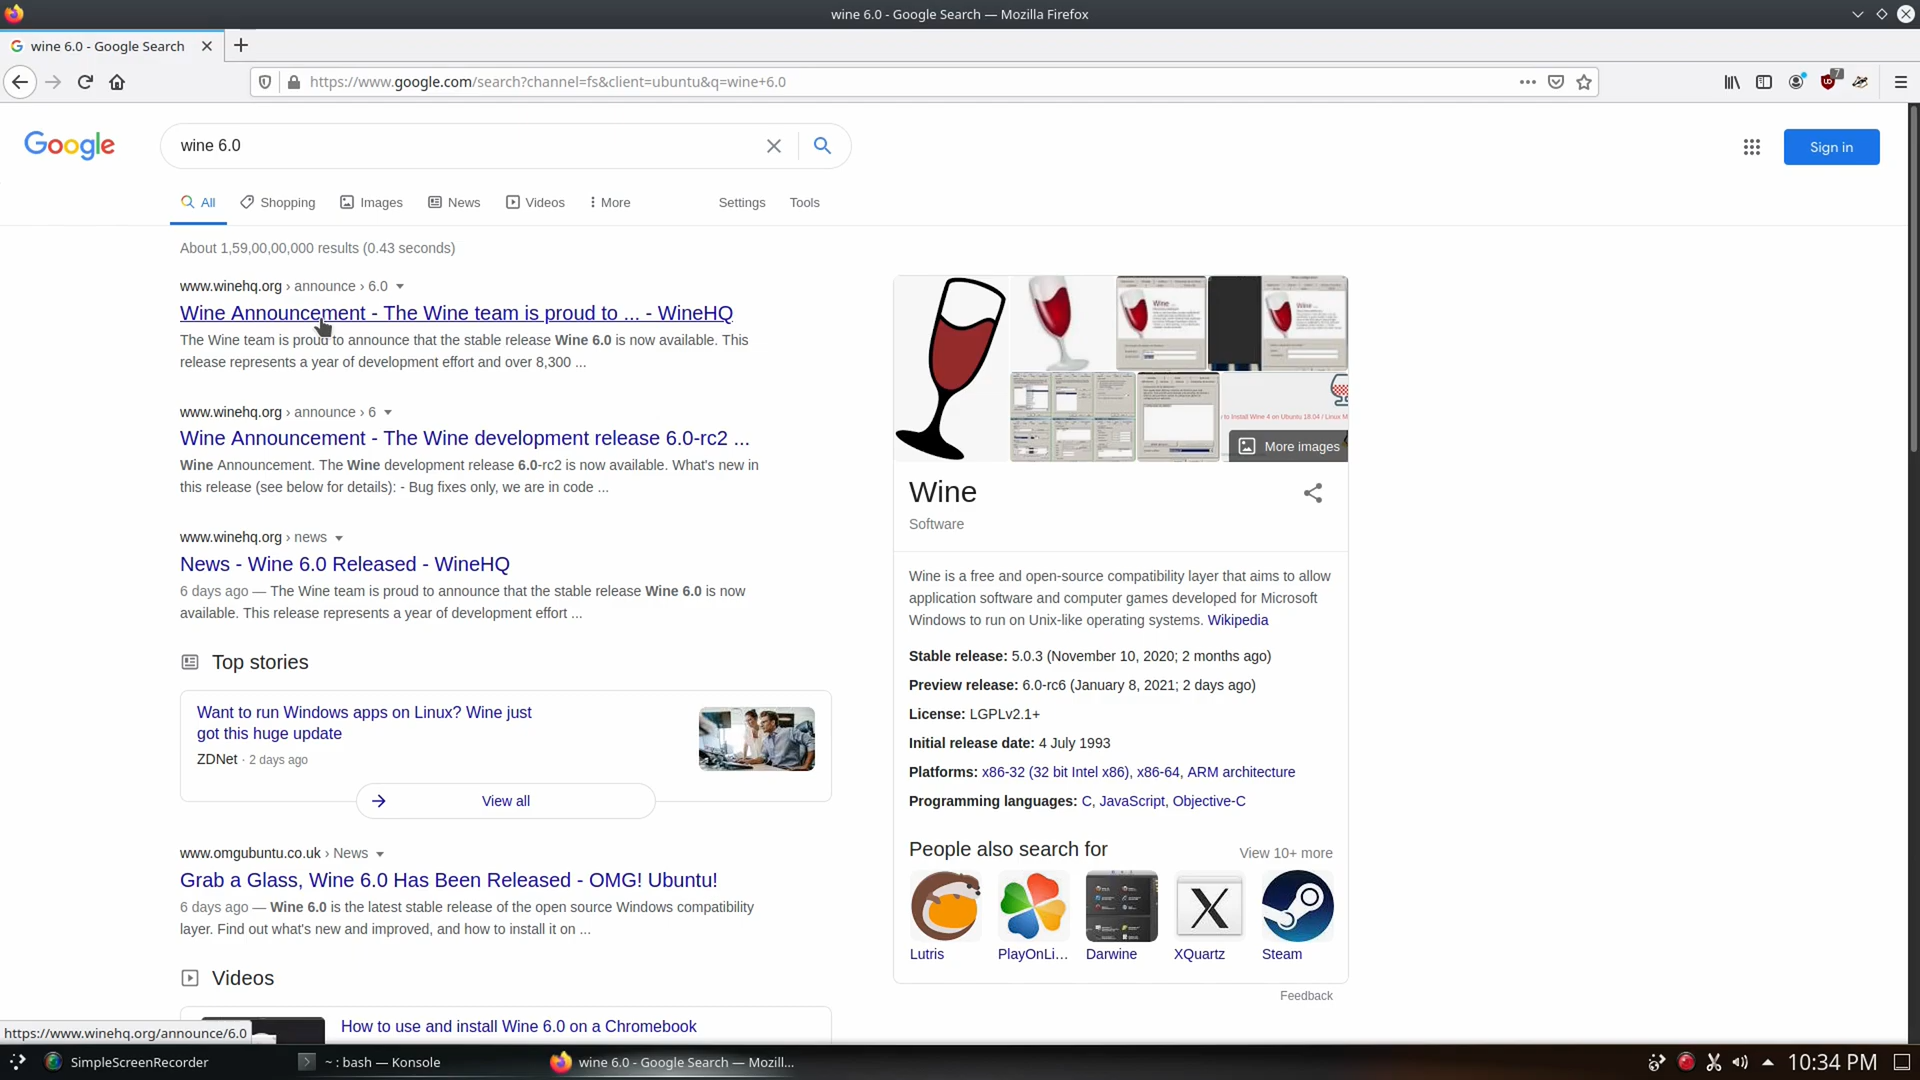 wine 6.0 - Google Search — Mozilla Firefox
wine 6.0 - Google Search
https://www.google.com/search?channel=fs&client=ubuntu&q=wine+6.0
7
Google
wine 6.0
Sign in
All
Shopping
Images
News
Videos
More
Settings
Tools
About 1,59,00,00,000 results (0.43 seconds)
www.winehq.org › announce › 6.0
Wine Announcement - The Wine team is proud to ... - WineHQ
The Wine team is proud to announce that the stable release Wine 6.0 is now available. This
release represents a year of development effort and over 8,300 ...
www.winehq.org › announce › 6
Wine Announcement - The Wine development release 6.0-rc2 ...
Wine Announcement. The Wine development release 6.0-rc2 is now available. What's new in
this release (see below for details): - Bug fixes only, we are in code ...
www.winehq.org › news
News - Wine 6.0 Released - WineHQ
6 days ago — The Wine team is proud to announce that the stable release Wine 6.0 is now
available. This release represents a year of development effort ...
Top stories
Want to run Windows apps on Linux? Wine just
got this huge update
ZDNet · 2 days ago
View all
www.omgubuntu.co.uk › News
Grab a Glass, Wine 6.0 Has Been Released - OMG! Ubuntu!
6 days ago — Wine 6.0 is the latest stable release of the open source Windows compatibility
layer. Find out what's new and improved, and how to install it on ...
Videos
How to use and install Wine 6.0 on a Chromebook
to Install Wine 4 on Ubuntu 18.04 / Linux M
More images
Wine
Software
Wine is a free and open-source compatibility layer that aims to allow
application software and computer games developed for Microsoft
Windows to run on Unix-like operating systems. Wikipedia
Stable release: 5.0.3 (November 10, 2020; 2 months ago)
Preview release: 6.0-rc6 (January 8, 2021; 2 days ago)
License: LGPLv2.1+
Initial release date: 4 July 1993
Platforms: x86-32 (32 bit Intel x86), x86-64, ARM architecture
Programming languages: C, JavaScript, Objective-C
People also search for
View 10+ more
Lutris
PlayOnLi...
Darwine
XQuartz
Steam
Feedback
https://www.winehq.org/announce/6.0
SimpleScreenRecorder
~ : bash — Konsole
wine 6.0 - Google Search — Mozill...
10:34 PM